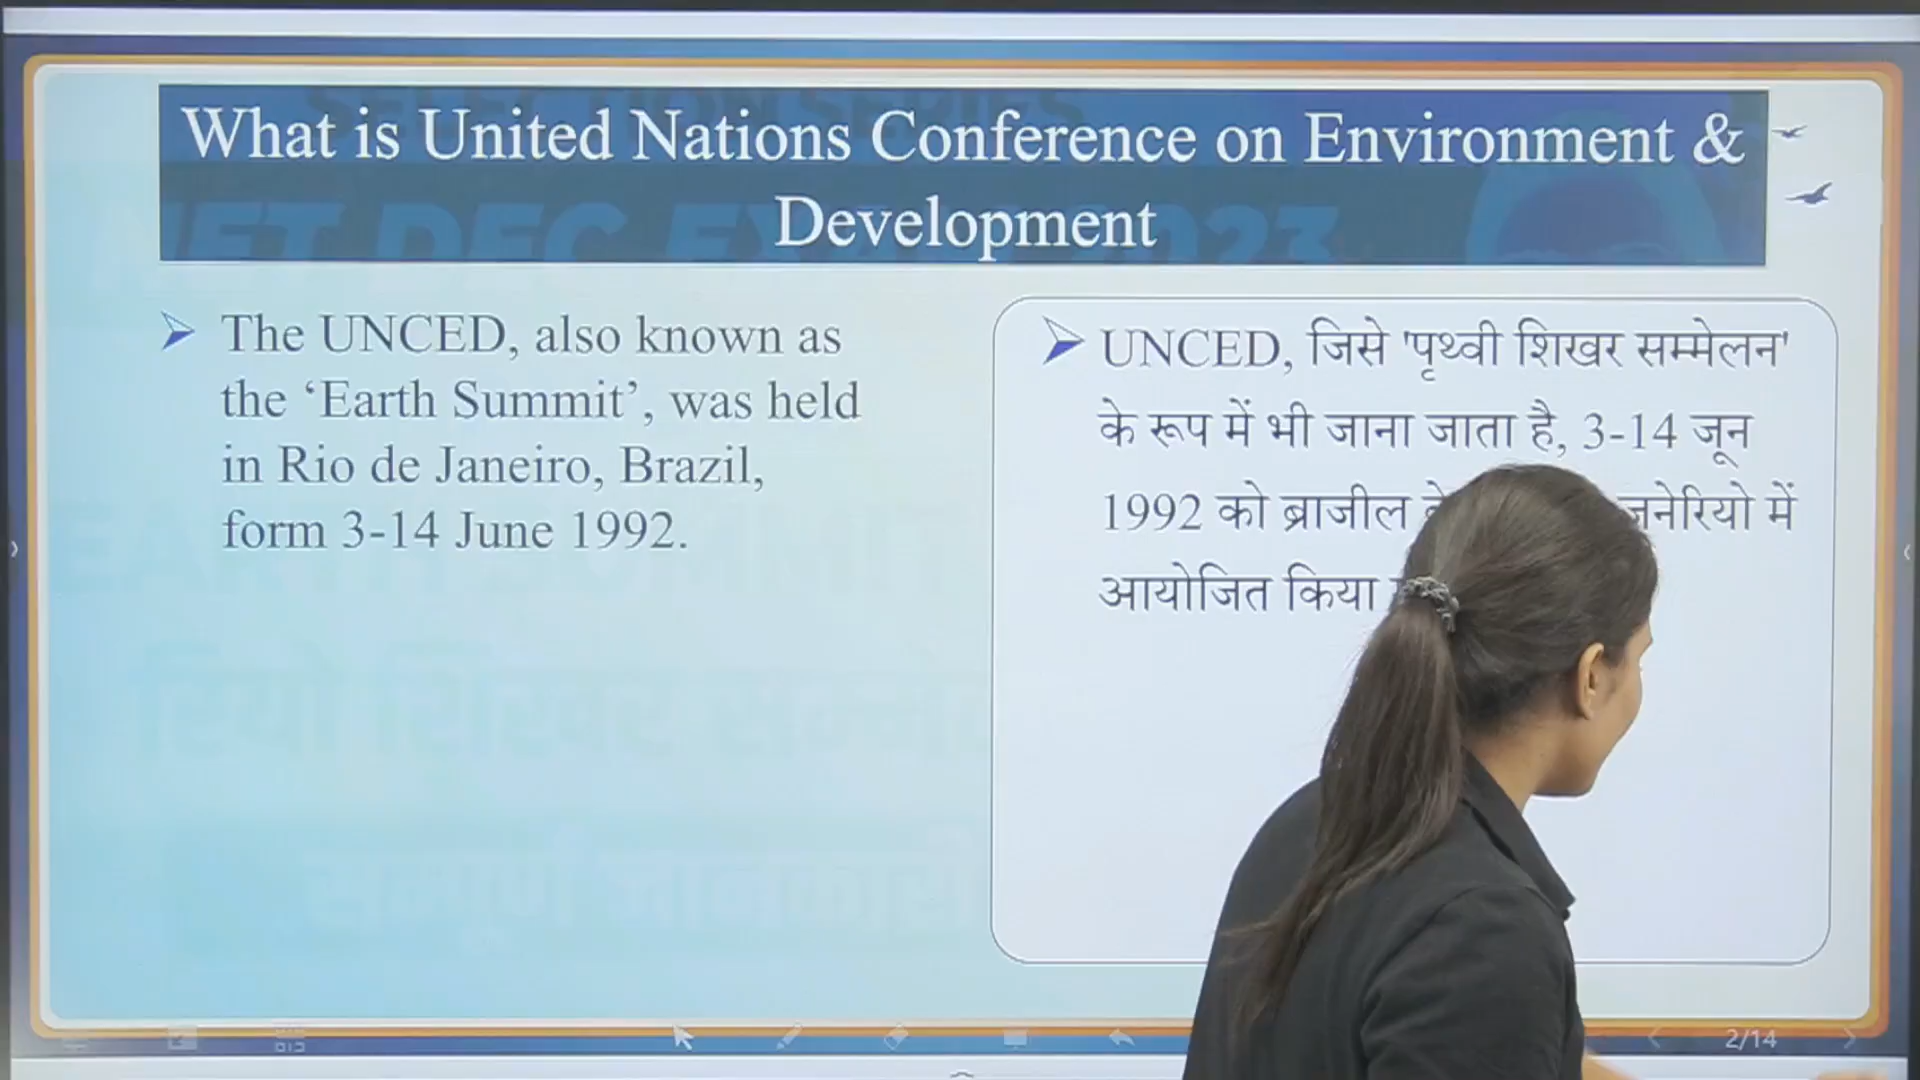 What is United Nations Conference on Environment &
Development
The UNCED, also known as
the ‘Earth Summit’, was held
in Rio de Janeiro, Brazil,
form 3-14 June 1992.
UNCED, जिसे 'पृथ्वी शिखर सम्मेलन'
के रूप में भी जाना जाता है, 3-14 जून
1992 को ब्राजील जनेरियो में
आयोजित किया
2/14